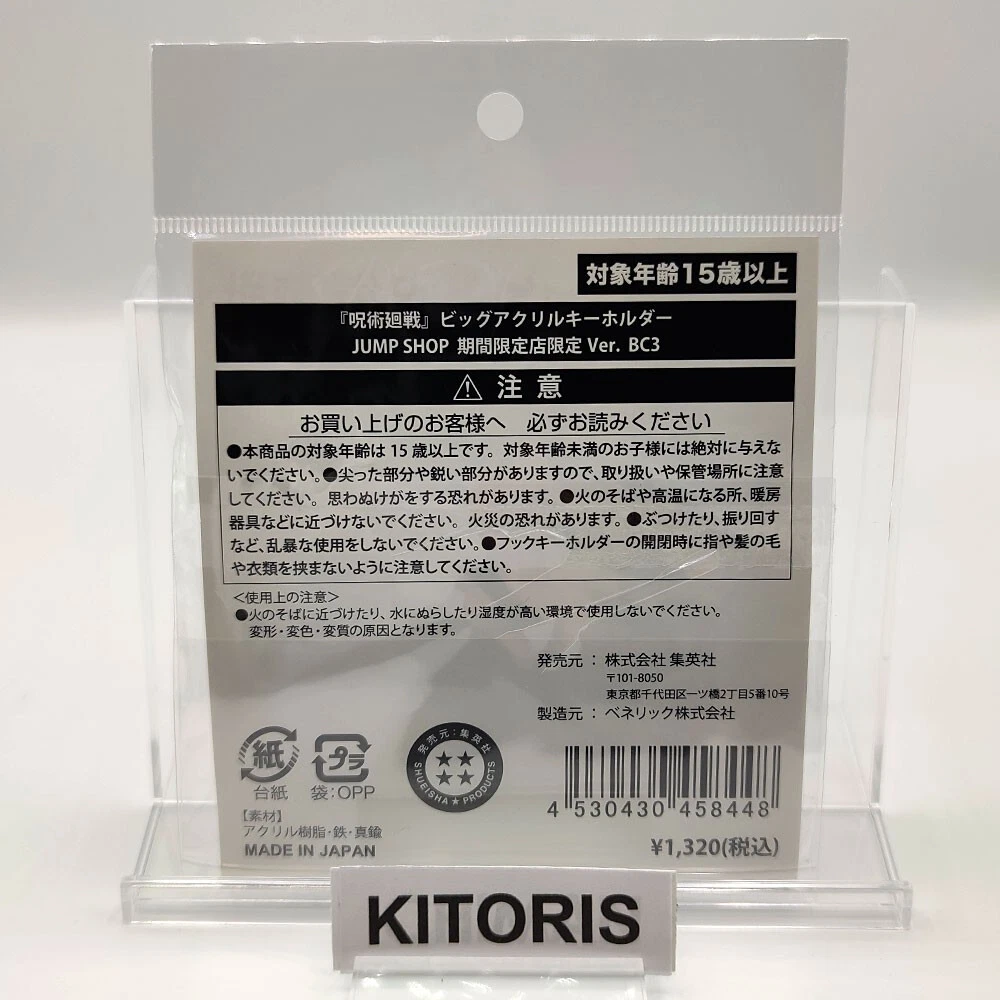 対象年齢15歳以上
『呪術廻戦』ビッグアクリルキーホルダー
JUMP SHOP 期間限定店限定 Ver. BC3
注意
お買い上げのお客様へ 必ずお読みください
●本商品の対象年齢は15歳以上です。対象年齢未満のお子様には絶対に与えな
いでください。●尖った部分や鋭い部分がありますので、取り扱いや保管場所に注意
してください。思わぬけがをする恐れがあります。●火のそばや高温になる所、暖房
器具などに近づけないでください。火災の恐れがあります。●ぶつけたり、振り回す
など、乱暴な使用をしないでください。●フックキーホルダーの開閉時に指や髪の毛
や衣類を挟まないように注意してください。
＜使用上の注意＞
●火のそばに近づけたり、水にぬらしたり湿度が高い環境で使用しないでください。
変形・変色・変質の原因となります。
発売元：株式会社 集英社
〒101-8050
東京都千代田区一ツ橋2丁目5番10号
製造元：ベネリック株式会社
紙
台紙
プラ
袋:OPP
発売元:集英社
SHUEISHA★PRODUCTS
4 530430 458448
【素材】
アクリル樹脂・鉄・真鍮
MADE IN JAPAN
¥1,320(税込)
KITORIS